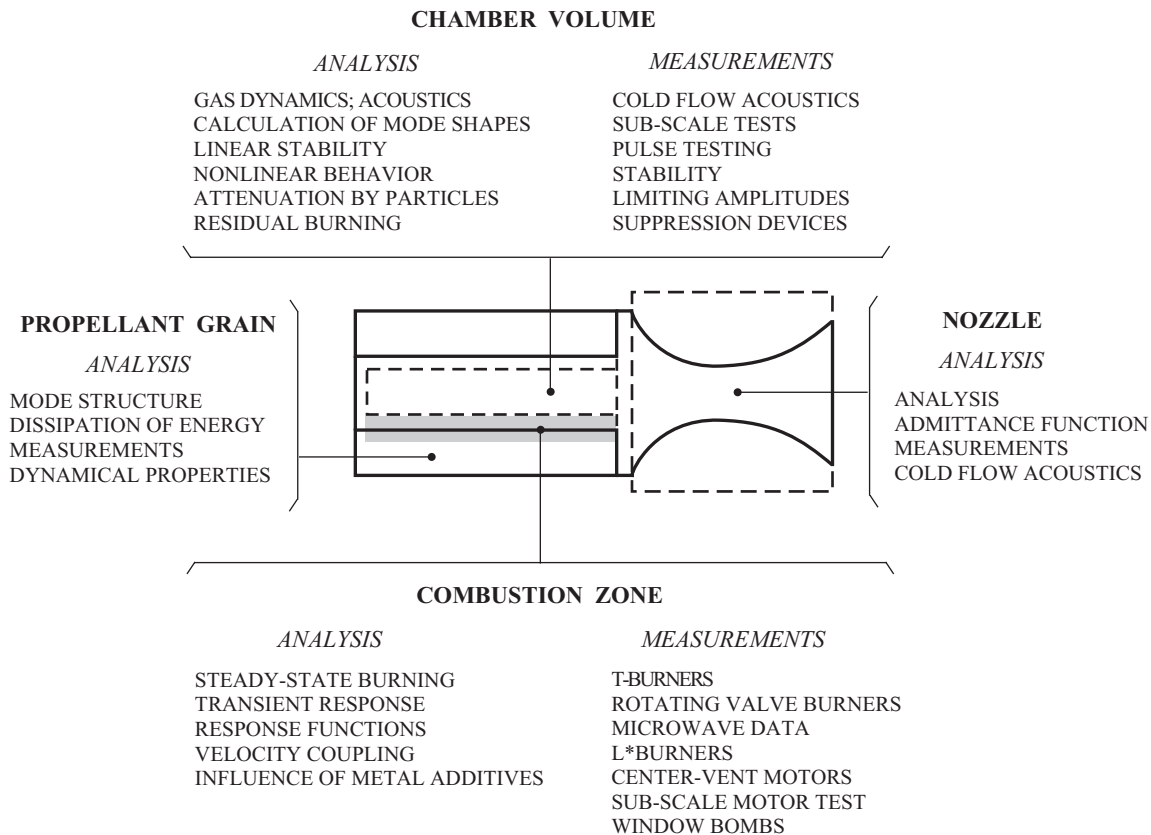 CHAMBER VOLUME
ANALYSIS
GAS DYNAMICS; ACOUSTICS
CALCULATION OF MODE SHAPES
LINEAR STABILITY
NONLINEAR BEHAVIOR
ATTENUATION BY PARTICLES
RESIDUAL BURNING
MEASUREMENTS
COLD FLOW ACOUSTICS
SUB-SCALE TESTS
PULSE TESTING
STABILITY
LIMITING AMPLITUDES
SUPPRESSION DEVICES
PROPELLANT GRAIN
ANALYSIS
MODE STRUCTURE
DISSIPATION OF ENERGY
MEASUREMENTS
DYNAMICAL PROPERTIES
NOZZLE
ANALYSIS
ANALYSIS
ADMITTANCE FUNCTION
MEASUREMENTS
COLD FLOW ACOUSTICS
COMBUSTION ZONE
ANALYSIS
STEADY-STATE BURNING
TRANSIENT RESPONSE
RESPONSE FUNCTIONS
VELOCITY COUPLING
INFLUENCE OF METAL ADDITIVES
MEASUREMENTS
T-BURNERS
ROTATING VALVE BURNERS
MICROWAVE DATA
L*BURNERS
CENTER-VENT MOTORS
SUB-SCALE MOTOR TEST
WINDOW BOMBS